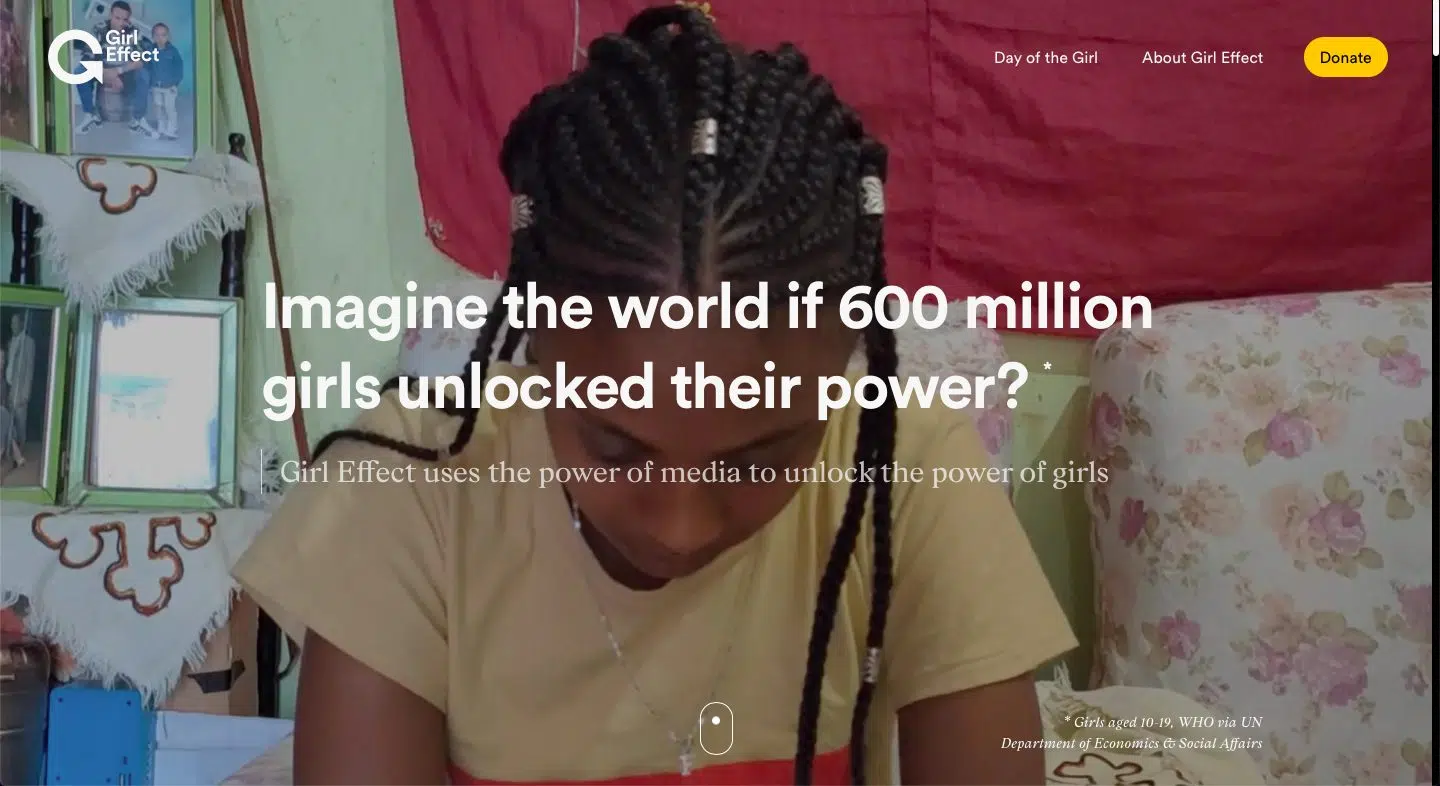 Girl
Effect
Day of the Girl
About Girl Effect
Donate
Imagine the world if 600 million
girls unlocked their power? *
Girl Effect uses the power of media to unlock the power of girls
* Girls aged 10-19, WHO via UN
Department of Economics & Social Affairs